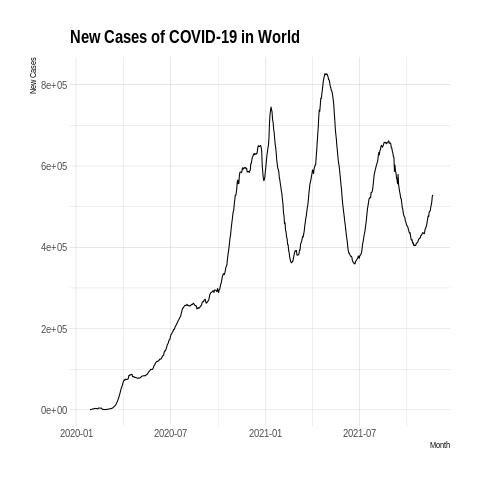 New Cases of COVID-19 in World
New Cases
8e+05
6e+05
4e+05
2e+05
0e+00
2020-01
2020-07
2021-01
2021-07
Month